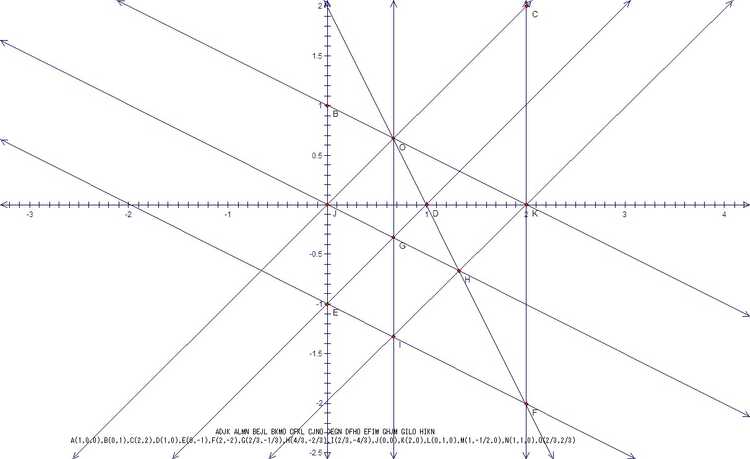 2
C
1.5
1
B
0.5
O
-3 -2 -1 J 1 D 2 K 3 4
G
-0.5
H
-1
E
-1.5
I
-2
F
ADJK ALMN BEJL BKMO CFKL CJNO DEGN DFHO EFIM GHJM GILO HIKN
A(1,0,0),B(0,1),C(2,2),D(1,0),E(0,-1),F(2,-2),G(2/3,-1/3),H(4/3,-2/3),I(2/3,-4/3),J(0,0),K(2,0),L(0,1,0),M(1,-1/2,0),N(1,1,0),O(2/3,2/3)
-2.5